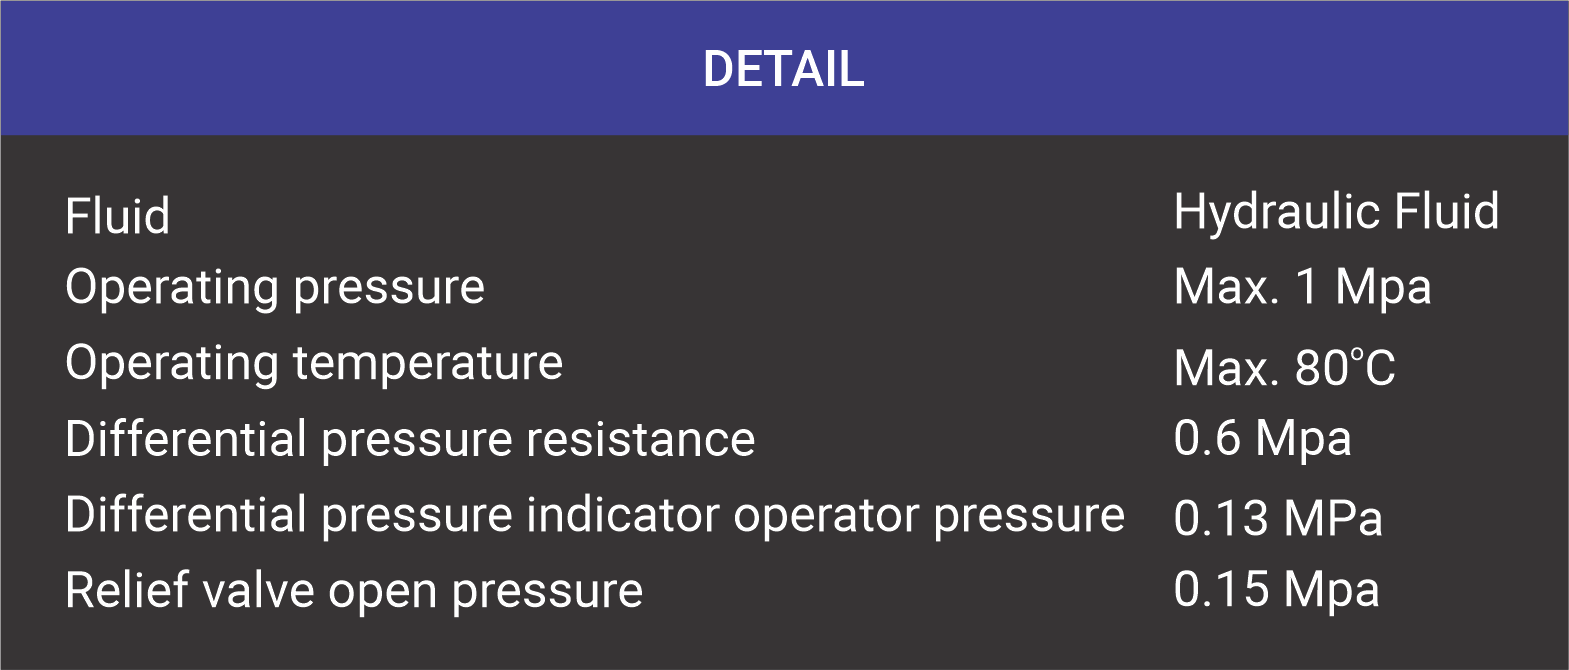 DETAIL
Fluid Hydraulic Fluid
Operating pressure Max. 1 Mpa
Operating temperature Max. 80°C
Differential pressure resistance 0.6 Mpa
Differential pressure indicator operator pressure 0.13 MPa
Relief valve open pressure 0.15 Mpa